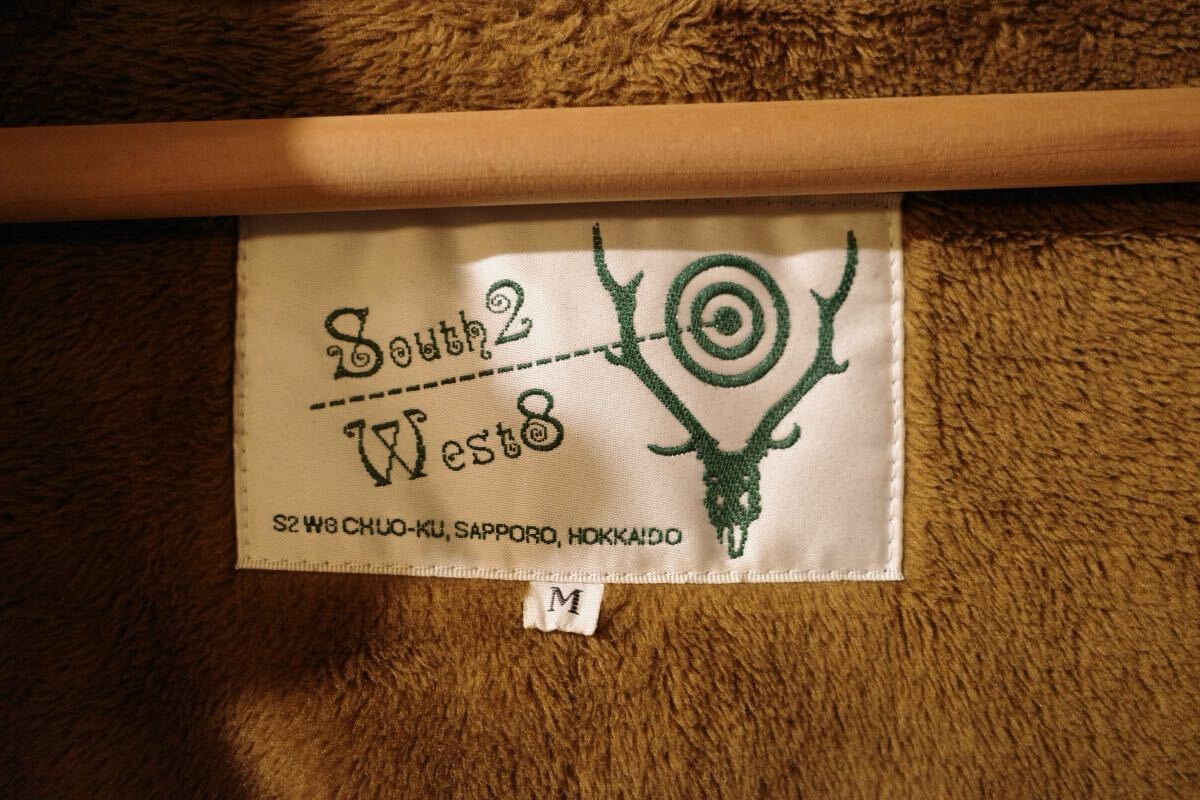 South2
West8
S2 W8 CHUO-KU, SAPPORO, HOKKAIDO
M